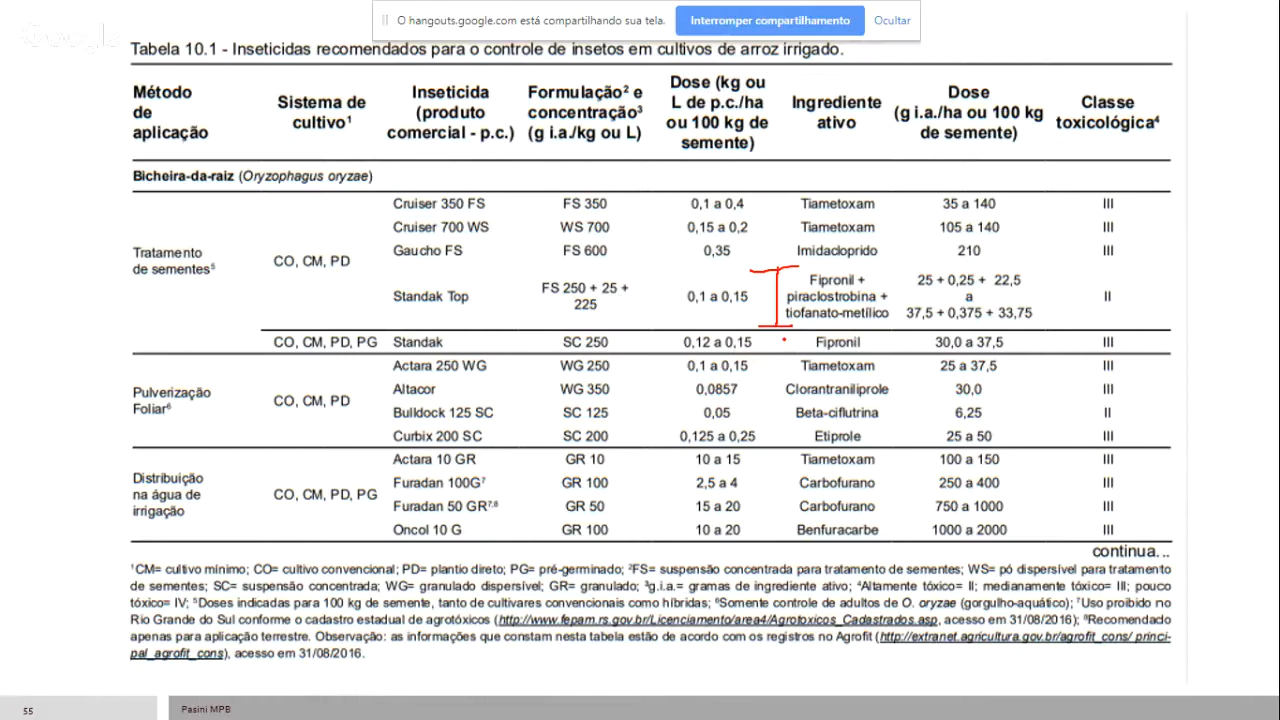 O hangouts.google.com está compartilhando sua tela. Interromper compartilhamento Ocultar
Google
Tabela 10.1 - Inseticidas recomendados para o controle de insetos em cultivos de arroz irrigado.
Método de aplicação Sistema de cultivo¹ Inseticida (produto comercial - p.c.) Formulação² e concentração³ (g i.a./kg ou L) Dose (kg ou L de p.c./ha ou 100 kg de semente) Ingrediente ativo Dose (g i.a./ha ou 100 kg de semente) Classe toxicológica⁴
Bicheira-da-raiz (Oryzophagus oryzae)
Tratamento de sementes⁵ CO, CM, PD
Cruiser 350 FS FS 350 0,1 a 0,4 Tiametoxam 35 a 140 III
Cruiser 700 WS WS 700 0,15 a 0,2 Tiametoxam 105 a 140 III
Gaucho FS FS 600 0,35 Imidacloprido 210 III
Standak Top FS 250 + 25 + 225 0,1 a 0,15 Fipronil + piraclostrobina + tiofanato-metílico 25 + 0,25 + 22,5 a 37,5 + 0,375 + 33,75 II
CO, CM, PD, PG Standak SC 250 0,12 a 0,15 Fipronil 30,0 a 37,5 III
Pulverização Foliar⁶ CO, CM, PD
Actara 250 WG WG 250 0,1 a 0,15 Tiametoxam 25 a 37,5 III
Altacor WG 350 0,0857 Clorantraniliprole 30,0 III
Bulldock 125 SC SC 125 0,05 Beta-ciflutrina 6,25 II
Curbix 200 SC SC 200 0,125 a 0,25 Etiprole 25 a 50 III
Distribuição na água de irrigação CO, CM, PD, PG
Actara 10 GR GR 10 10 a 15 Tiametoxam 100 a 150 III
Furadan 100G⁷ GR 100 2,5 a 4 Carbofurano 250 a 400 III
Furadan 50 GR⁷,⁸ GR 50 15 a 20 Carbofurano 750 a 1000 III
Oncol 10 G GR 100 10 a 20 Benfuracarbe 1000 a 2000 III
continua...
¹CM= cultivo mínimo; CO= cultivo convencional; PD= plantio direto; PG= pré-germinado; ²FS= suspensão concentrada para tratamento de sementes; WS= pó dispersível para tratamento
de sementes; SC= suspensão concentrada; WG= granulado dispersível; GR= granulado; ³g.i.a.= gramas de ingrediente ativo; ⁴Altamente tóxico= II; medianamente tóxico= III; pouco
tóxico= IV; ⁵Doses indicadas para 100 kg de semente, tanto de cultivares convencionais como híbridas; ⁶Somente controle de adultos de O. oryzae (gorgulho-aquático); ⁷Uso proibido no
Rio Grande do Sul conforme o cadastro estadual de agrotóxicos (http://www.fepam.rs.gov.br/Licenciamento/area4/Agrotoxicos_Cadastrados.asp, acesso em 31/08/2016); ⁸Recomendado
apenas para aplicação terrestre. Observação: as informações que constam nesta tabela estão de acordo com os registros no Agrofit (http://extranet.agricultura.gov.br/agrofit_cons/ princi-
pal_agrofit_cons), acesso em 31/08/2016.
55 Pasini MPB